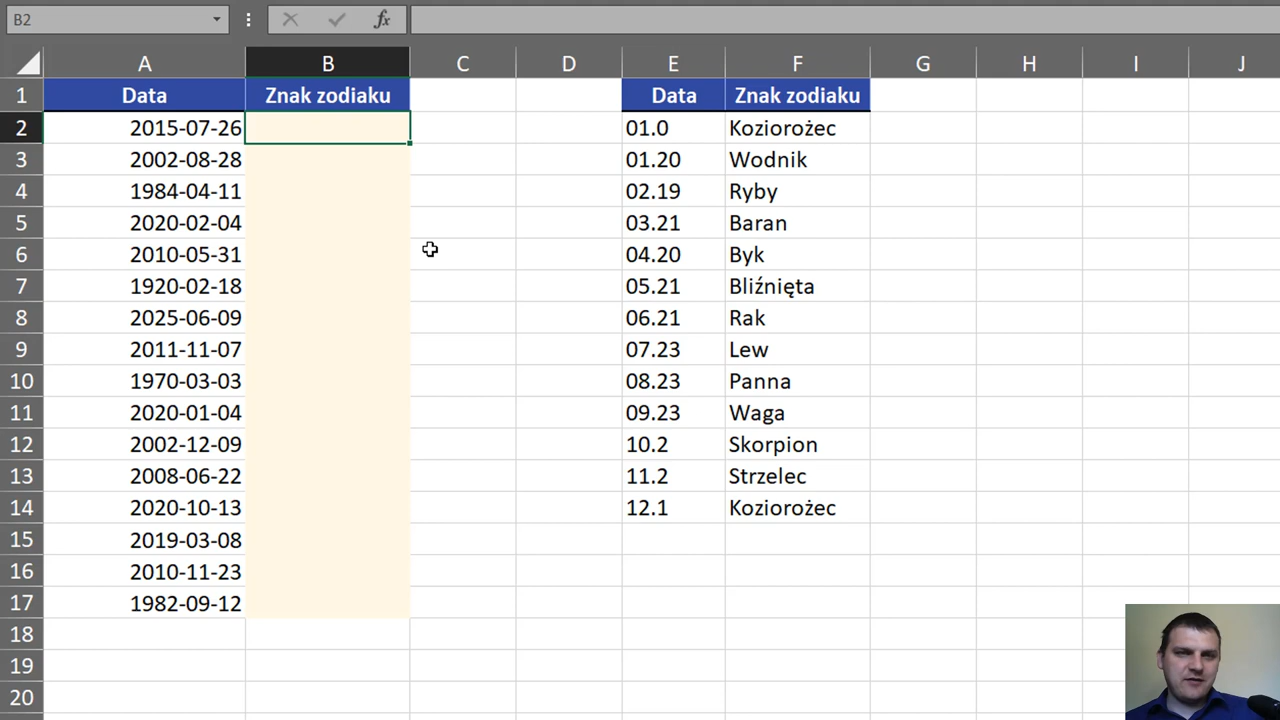 B2
fx
A B C D E F G H I J
1 Data Znak zodiaku Data Znak zodiaku
2 2015-07-26 01.0 Koziorożec
3 2002-08-28 01.20 Wodnik
4 1984-04-11 02.19 Ryby
5 2020-02-04 03.21 Baran
6 2010-05-31 04.20 Byk
7 1920-02-18 05.21 Bliźnięta
8 2025-06-09 06.21 Rak
9 2011-11-07 07.23 Lew
10 1970-03-03 08.23 Panna
11 2020-01-04 09.23 Waga
12 2002-12-09 10.2 Skorpion
13 2008-06-22 11.2 Strzelec
14 2020-10-13 12.1 Koziorożec
15 2019-03-08
16 2010-11-23
17 1982-09-12
18
19
20